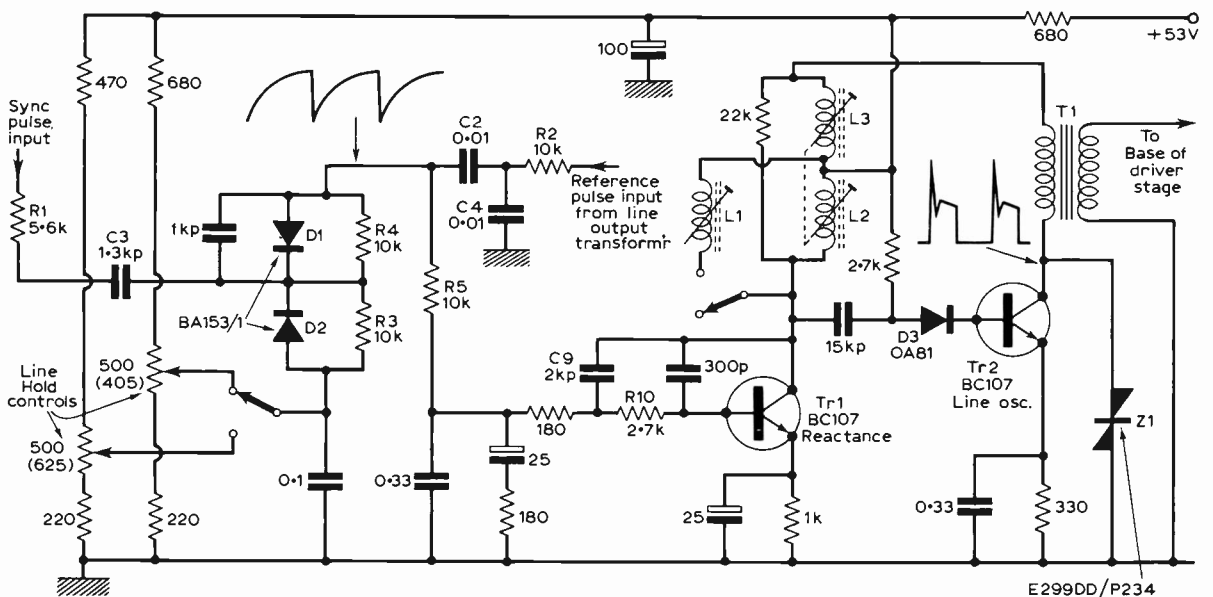 470
680
100
680
+53V
Sync
pulse
input
R1
5·6k
C3
1·3kp
1kp
D1
R4
10k
D2
R3
10k
BA153/1
C2
0·01
R2
10k
C4
0·01
Reference
pulse input
from line
output
transformr,
R5
10k
22k
L3
L1
L2
2·7k
T1
To
Base of
driver
stage
15kp
D3
OA81
Tr2
BC107
Line osc.
Line
Hold
controls
500
(405)
500
(625)
220
220
0·1
0·33
25
180
180
C9
2kp
R10
2·7k
300p
Tr1
BC107
Reactance
25
1k
0·33
330
Z1
E299DD/P234